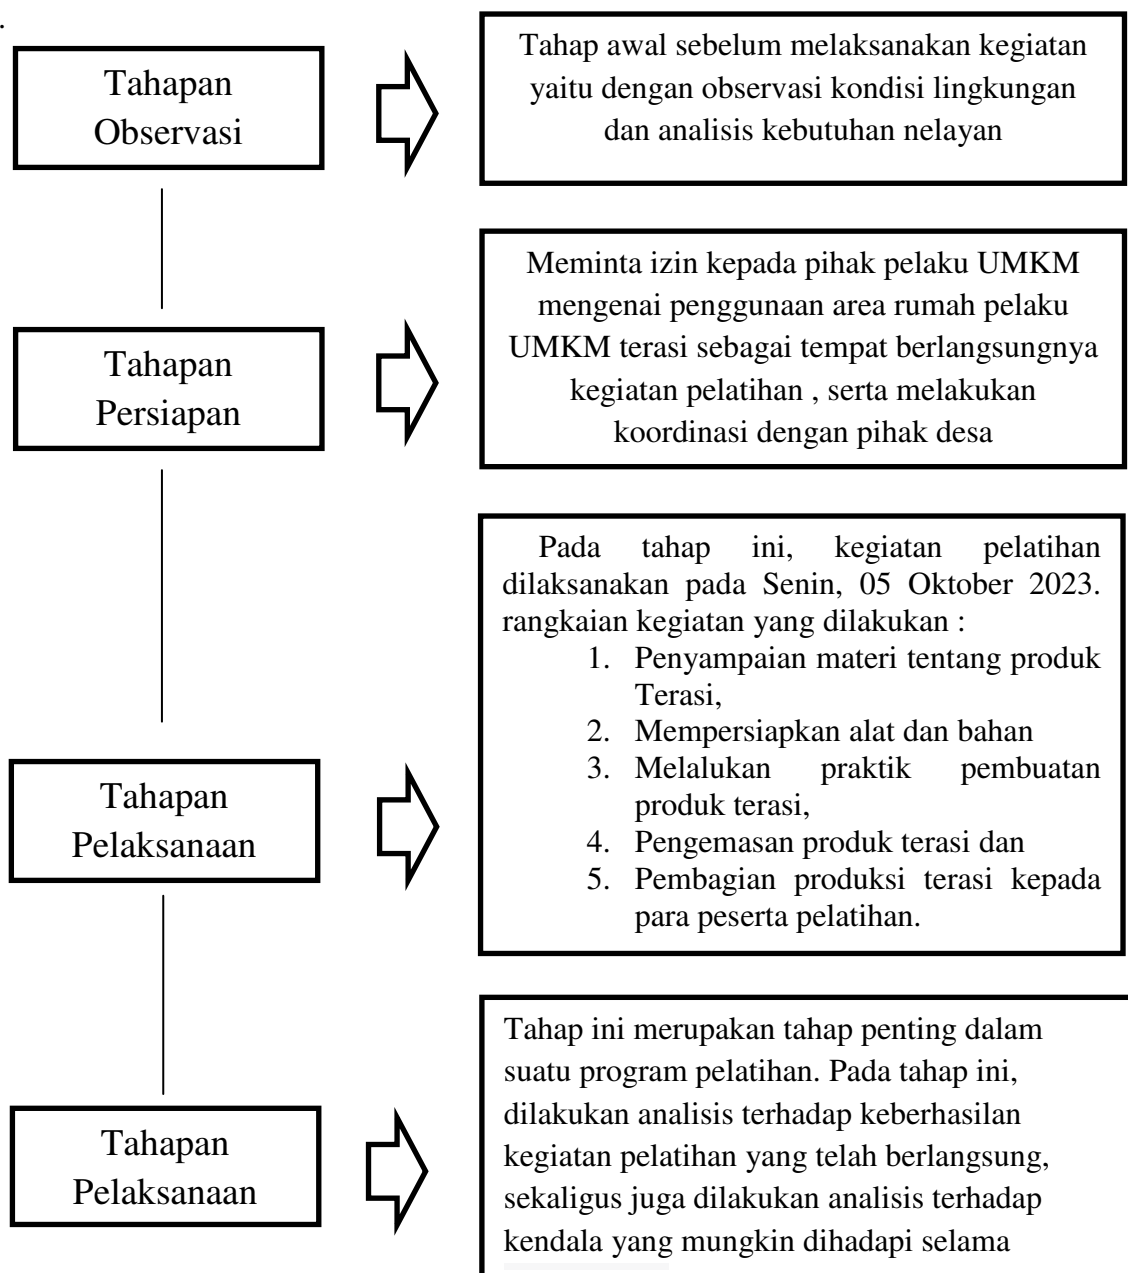 .
Tahapan
Observasi
Tahap awal sebelum melaksanakan kegiatan
yaitu dengan observasi kondisi lingkungan
dan analisis kebutuhan nelayan
Tahapan
Persiapan
Meminta izin kepada pihak pelaku UMKM
mengenai penggunaan area rumah pelaku
UMKM terasi sebagai tempat berlangsungnya
kegiatan pelatihan , serta melakukan
koordinasi dengan pihak desa
Tahapan
Pelaksanaan
Pada tahap ini, kegiatan pelatihan
dilaksanakan pada Senin, 05 Oktober 2023.
rangkaian kegiatan yang dilakukan :
1. Penyampaian materi tentang produk
Terasi,
2. Mempersiapkan alat dan bahan
3. Melalukan praktik pembuatan
produk terasi,
4. Pengemasan produk terasi dan
5. Pembagian produksi terasi kepada
para peserta pelatihan.
Tahapan
Pelaksanaan
Tahap ini merupakan tahap penting dalam
suatu program pelatihan. Pada tahap ini,
dilakukan analisis terhadap keberhasilan
kegiatan pelatihan yang telah berlangsung,
sekaligus juga dilakukan analisis terhadap
kendala yang mungkin dihadapi selama